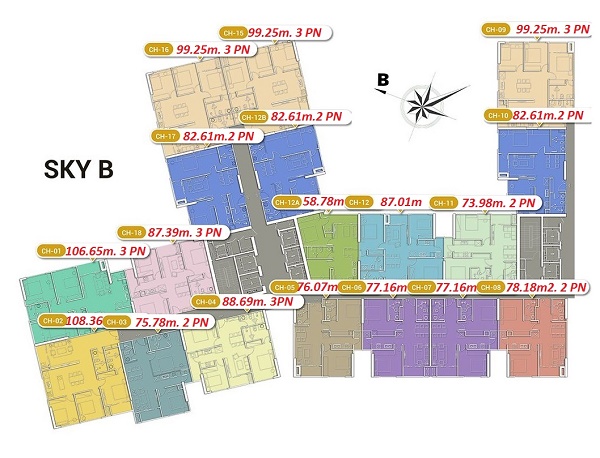 CH-15 99.25m. 3 PN
CH-09 99.25m. 3 PN
CH-16 99.25m. 3 PN
B
CH-12B 82.61m.2 PN
CH-10 82.61m.2 PN
CH-17 82.61m.2 PN
SKY B
CH-12A 58.78m
CH-12 87.01m
CH-11 73.98m. 2 PN
CH-18 87.39m. 3 PN
CH-01 106.65m. 3 PN
CH-05 76.07m
CH-06 77.16m
CH-07 77.16m
CH-08 78.18m2. 2 PN
CH-04 88.69m. 3PN
CH-02 108.36
CH-03 75.78m. 2 PN